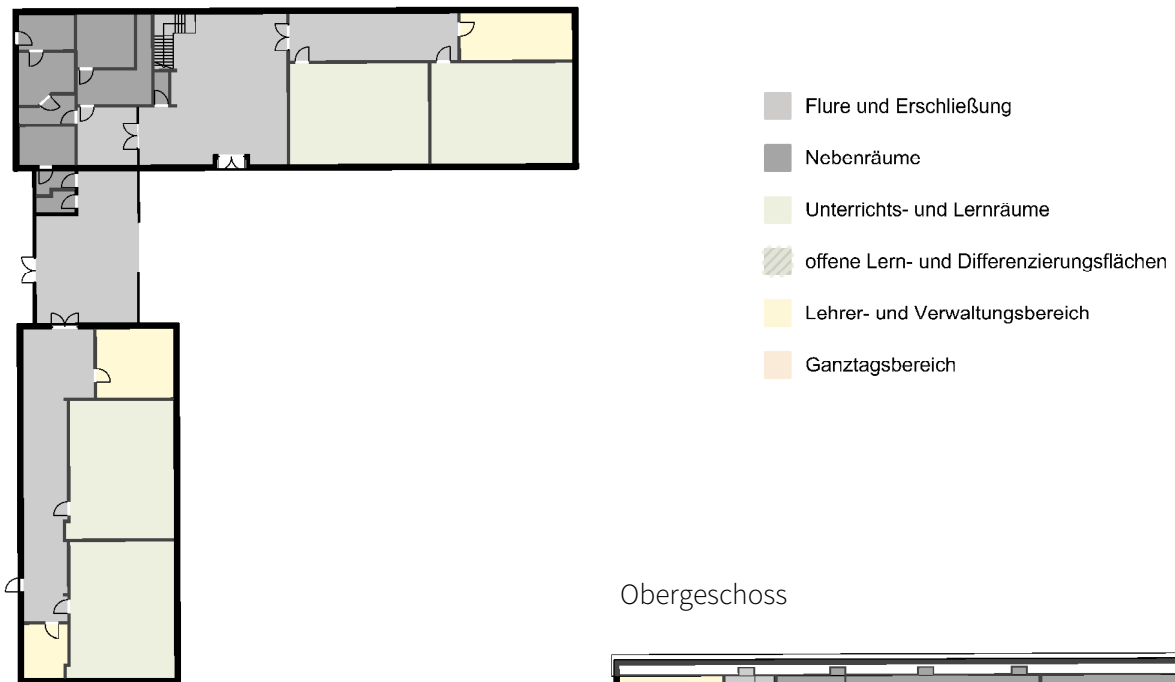 Flure und Erschließung
Nebenräume
Unterrichts- und Lernräume
offene Lern- und Differenzierungsflächen
Lehrer- und Verwaltungsbereich
Ganztagsbereich
Obergeschoss